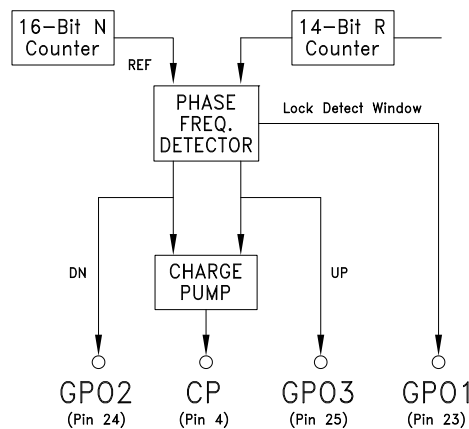 16-Bit N
Counter
14-Bit R
Counter
REF
PHASE
FREQ.
DETECTOR
Lock Detect Window
DN
CHARGE
PUMP
UP
GPO2
(Pin 24)
CP
(Pin 4)
GPO3
(Pin 25)
GPO1
(Pin 23)